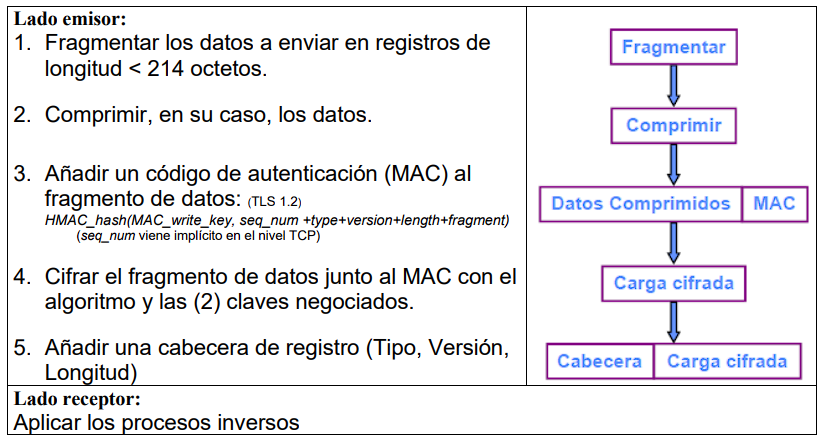 Lado emisor:
1. Fragmentar los datos a enviar en registros de
longitud < 214 octetos.
2. Comprimir, en su caso, los datos.
3. Añadir un código de autenticación (MAC) al
fragmento de datos: (TLS 1.2)
HMAC_hash(MAC_write_key, seq_num +type+version+length+fragment)
(seq_num viene implícito en el nivel TCP)
4. Cifrar el fragmento de datos junto al MAC con el
algoritmo y las (2) claves negociados.
5. Añadir una cabecera de registro (Tipo, Versión,
Longitud)
Fragmentar
Comprimir
Datos Comprimidos MAC
Carga cifrada
Cabecera Carga cifrada
Lado receptor:
Aplicar los procesos inversos